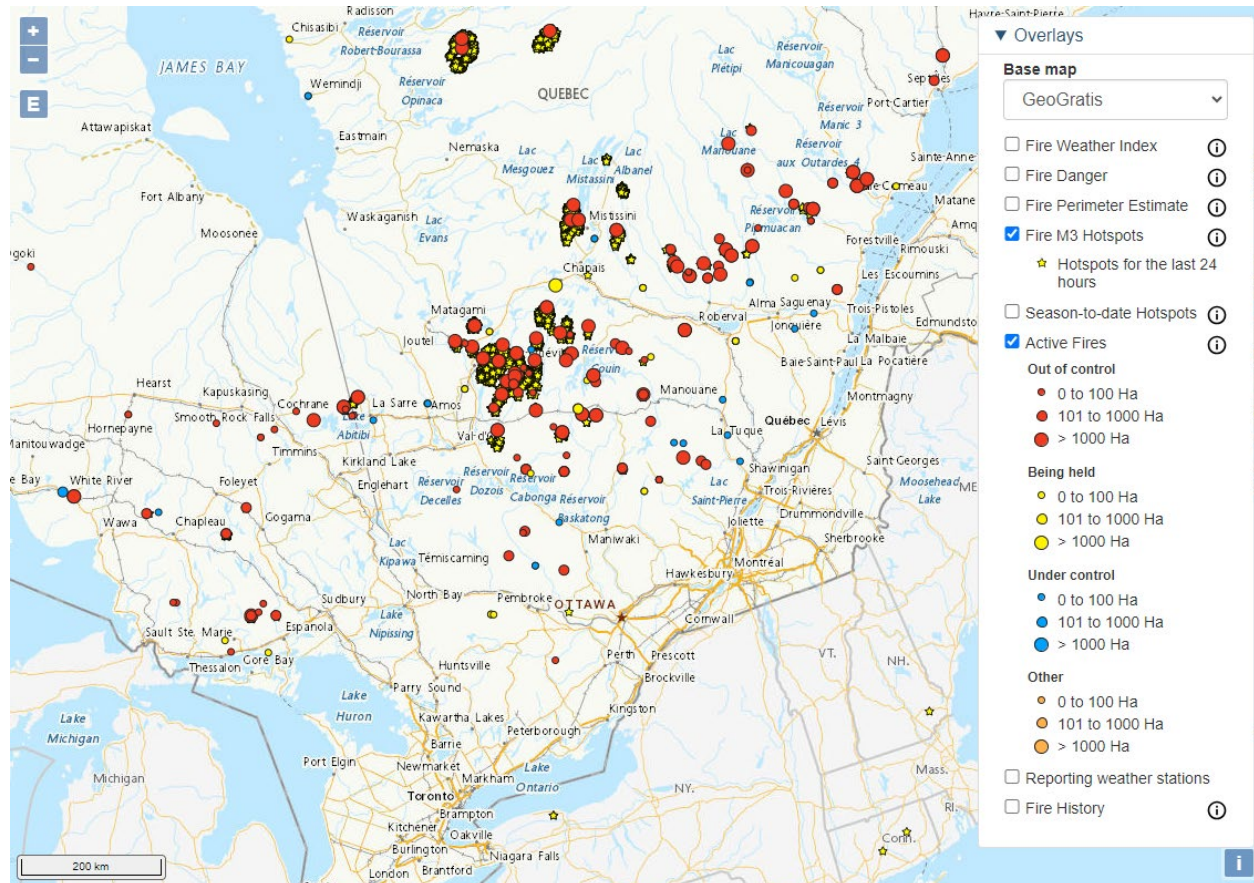 Radisson
Havre-Saint-Pierre
Chisasibi
Réservoir
Robert-Bourassa
JAMES BAY
Wemindji
Réservoir
Opinaca
QUEBEC
Lac
Plétipi
Réservoir
Manicouagan
Port-Cartier
Réservoir
Manic 3
Attawapiskat
Eastmain
Nemaska
Lac
Mesgouez
Lac
Mistassini
Lac
Albanel
Lac
Manouane
Réservoir
aux Outardes 4
Sainte-Anne-
Matane
Fort Albany
Waskaganish
Lac
Evans
Mistissini
Réservoir
Pipmuacan
Moosonee
Forestville
Rimouski
Les Escoumins
Chapais
Roberval
Alma
Saguenay
Jonquière
Trois-Pistoles
La Malbaie
Baie-Saint-Paul
La Pocatière
Montmagny
Matagami
Joutel
Hearst
Kapuskasing
Cochrane
Smooth Rock Falls
Hornepayne
Timmins
Lake
Abitibi
La Sarre
Amos
Val-d'
Manouane
La Tuque
Québec
Lévis
Manitouwadge
White River
Foleyet
Kirkland Lake
Englehart
Réservoir
Decelles
Réservoir
Dozois
Réservoir
Cabonga
Réservoir
Baskatong
Lac
Saint-Pierre
Shawinigan
Trois-Rivières
Saint-Georges
Moosehead
Lake
ME
Wawa
Chapleau
Gogama
Lac
Kipawa
Témiscaming
Maniwaki
Joliette
Drummondville
Sherbrooke
Montréal
Hawkesbury
Sudbury
North Bay
Pembroke
OTTAWA
Cornwall
Sault Ste. Marie
Espanola
Lake
Nipissing
Thessalon
Gore Bay
Huntsville
Perth
Prescott
Brockville
VT.
NH.
Parry Sound
Lake
Huron
Kawartha Lakes
Kingston
Lake
Michigan
Barrie
Peterborough
Port Elgin
Newmarket
Markham
Lake
Ontario
Michigan
Toronto
Brampton
Kitchener
Oakville
Burlington
Niagara Falls
London
Brantford
NY.
Mass.
Conn.
RI.
200 km
+
−
E
▼ Overlays
Base map
GeoGratis
Fire Weather Index
Fire Danger
Fire Perimeter Estimate
Fire M3 Hotspots
Hotspots for the last 24
hours
Season-to-date Hotspots
Active Fires
Out of control
0 to 100 Ha
101 to 1000 Ha
> 1000 Ha
Being held
0 to 100 Ha
101 to 1000 Ha
> 1000 Ha
Under control
0 to 100 Ha
101 to 1000 Ha
> 1000 Ha
Other
0 to 100 Ha
101 to 1000 Ha
> 1000 Ha
Reporting weather stations
Fire History
i